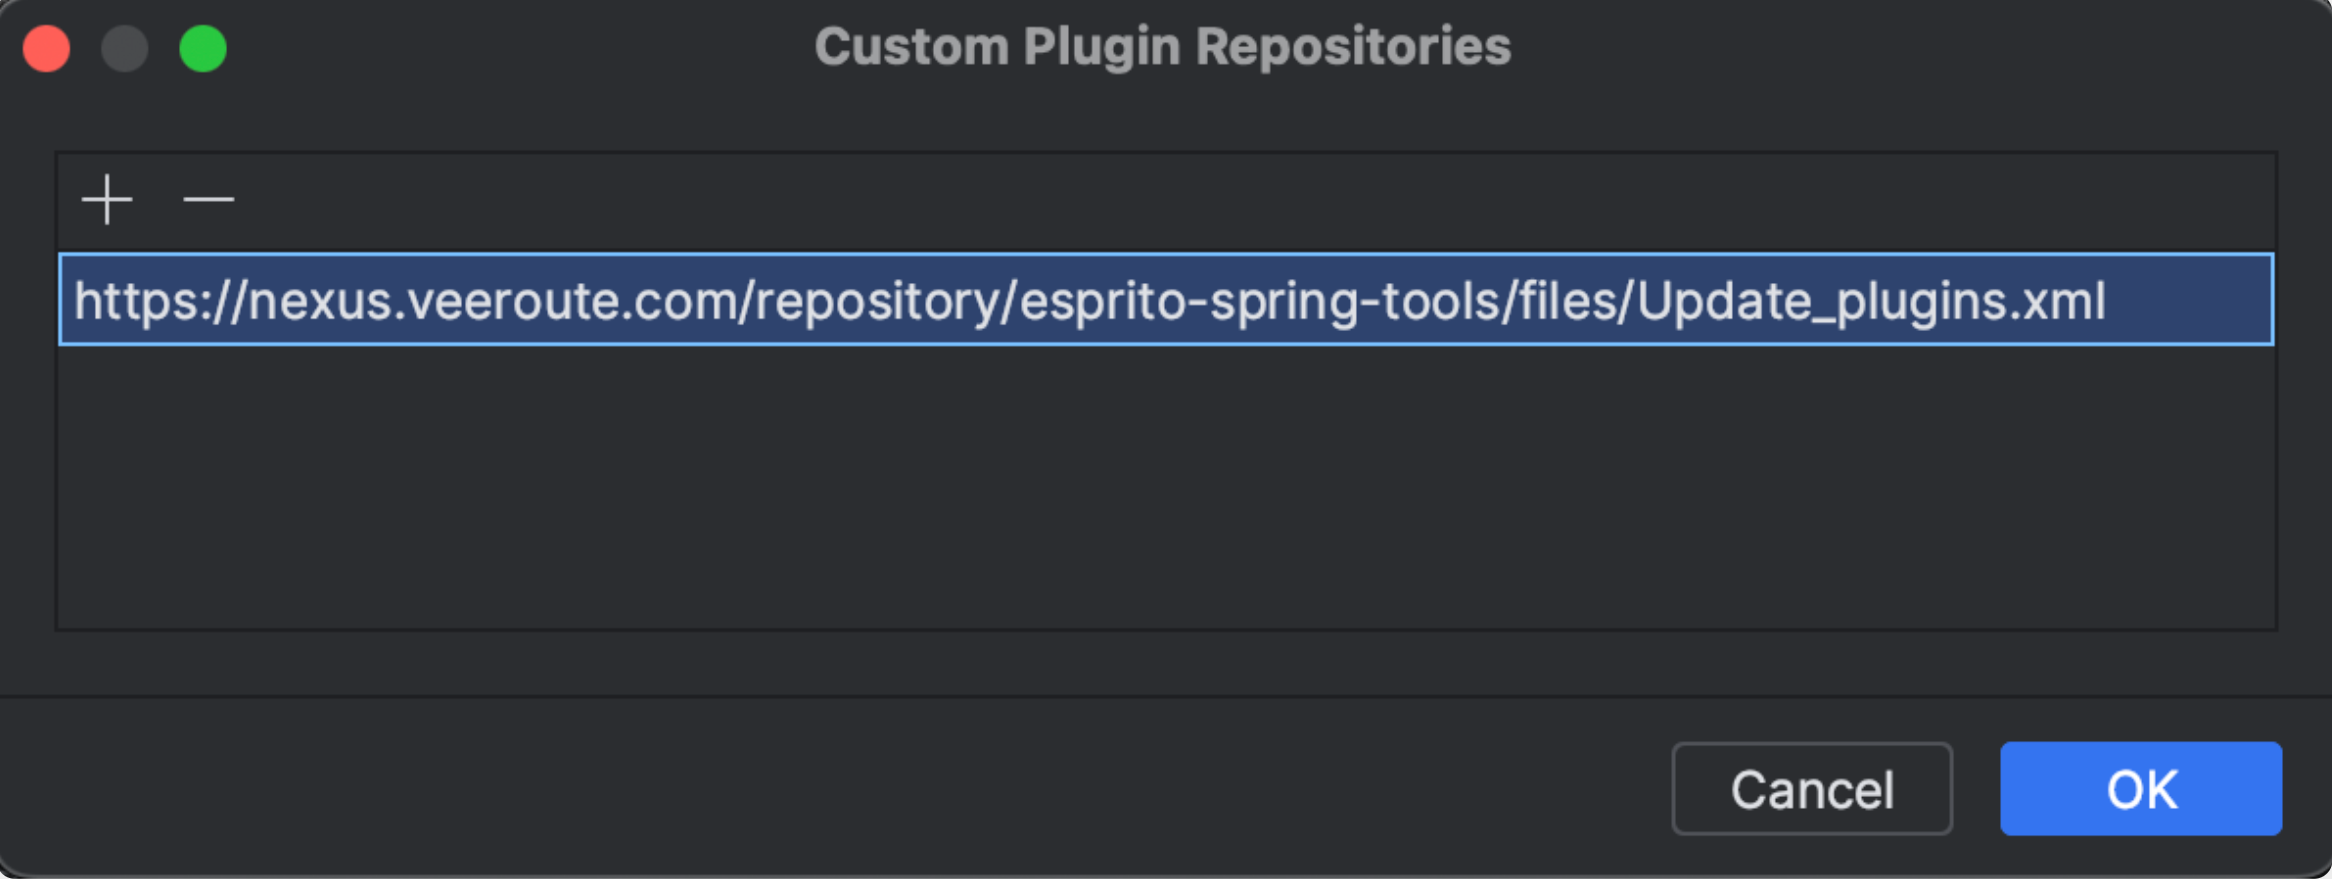 Custom Plugin Repositories
https://nexus.veeroute.com/repository/esprito-spring-tools/files/Update_plugins.xml
Cancel
OK